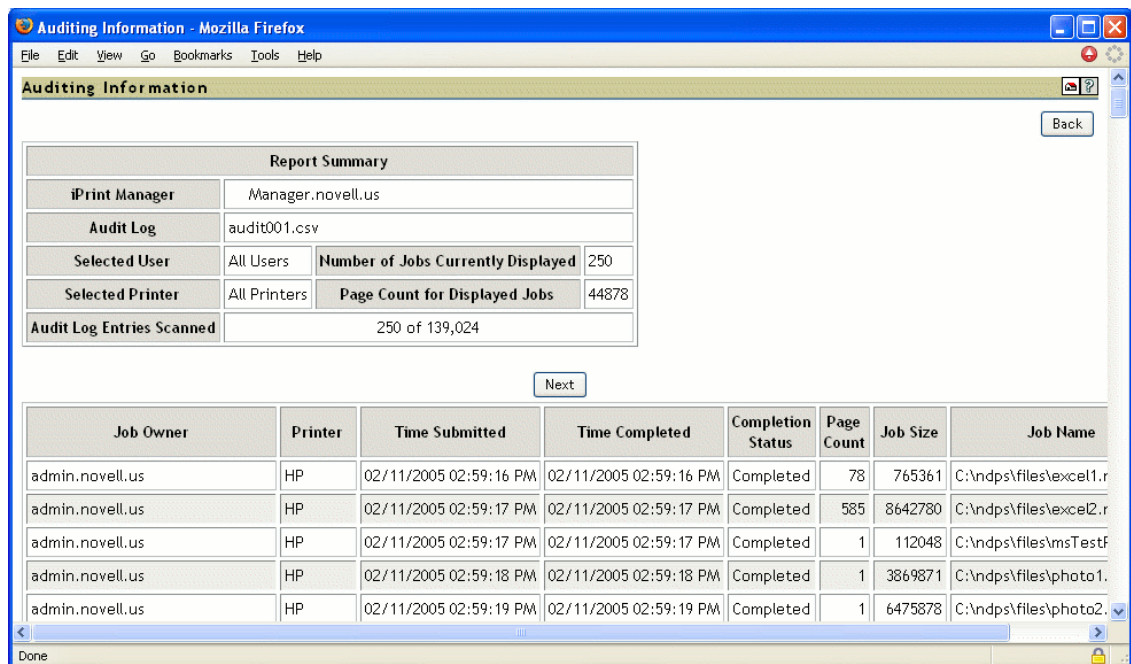 Auditing Information - Mozilla Firefox
File Edit View Go Bookmarks Tools Help
Auditing Information
Back
Report Summary
iPrint Manager Manager.novell.us
Audit Log audit001.csv
Selected User All Users Number of Jobs Currently Displayed 250
Selected Printer All Printers Page Count for Displayed Jobs 44878
Audit Log Entries Scanned 250 of 139,024
Next
Job Owner Printer Time Submitted Time Completed Completion Status Page Count Job Size Job Name
admin.novell.us HP 02/11/2005 02:59:16 PM 02/11/2005 02:59:16 PM Completed 78 765361 C:\ndps\files\excel1.r
admin.novell.us HP 02/11/2005 02:59:17 PM 02/11/2005 02:59:17 PM Completed 585 8642780 C:\ndps\files\excel2.r
admin.novell.us HP 02/11/2005 02:59:17 PM 02/11/2005 02:59:17 PM Completed 1 112048 C:\ndps\files\msTestF
admin.novell.us HP 02/11/2005 02:59:18 PM 02/11/2005 02:59:18 PM Completed 1 3869871 C:\ndps\files\photo1.
admin.novell.us HP 02/11/2005 02:59:19 PM 02/11/2005 02:59:19 PM Completed 1 6475878 C:\ndps\files\photo2.
Done